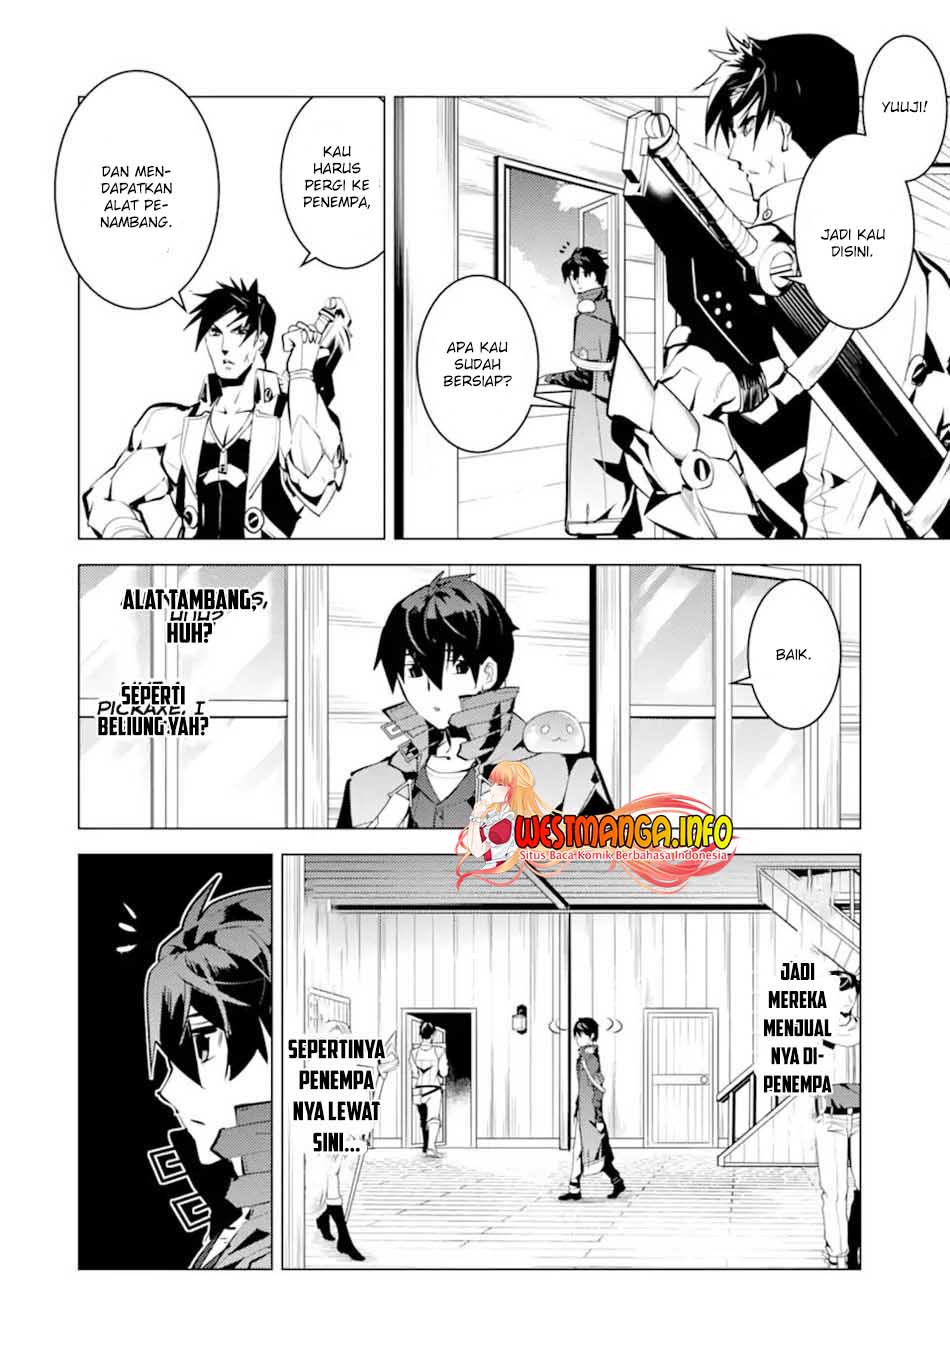 YUUJI!
JADI KAU
DISINI.
APA KAU
SUDAH
BERSIAP?
KAU
HARUS
PERGI KE
PENEMPA,
DAN MEN-
DAPATKAN
ALAT PE-
NAMBANG.
BAIK.
ALAT TAMBANG,
HUH?
SEPERTI
PICKAXE, I
BELIUNG YAH?
WESTMANGA.INFO
Situs Baca Komik Berbahasa Indonesia
JADI
MEREKA
MENJUAL
NYA DI-
PENEMPA
SEPERTINYA
PENEMPA
NYA LEWAT
SINI...